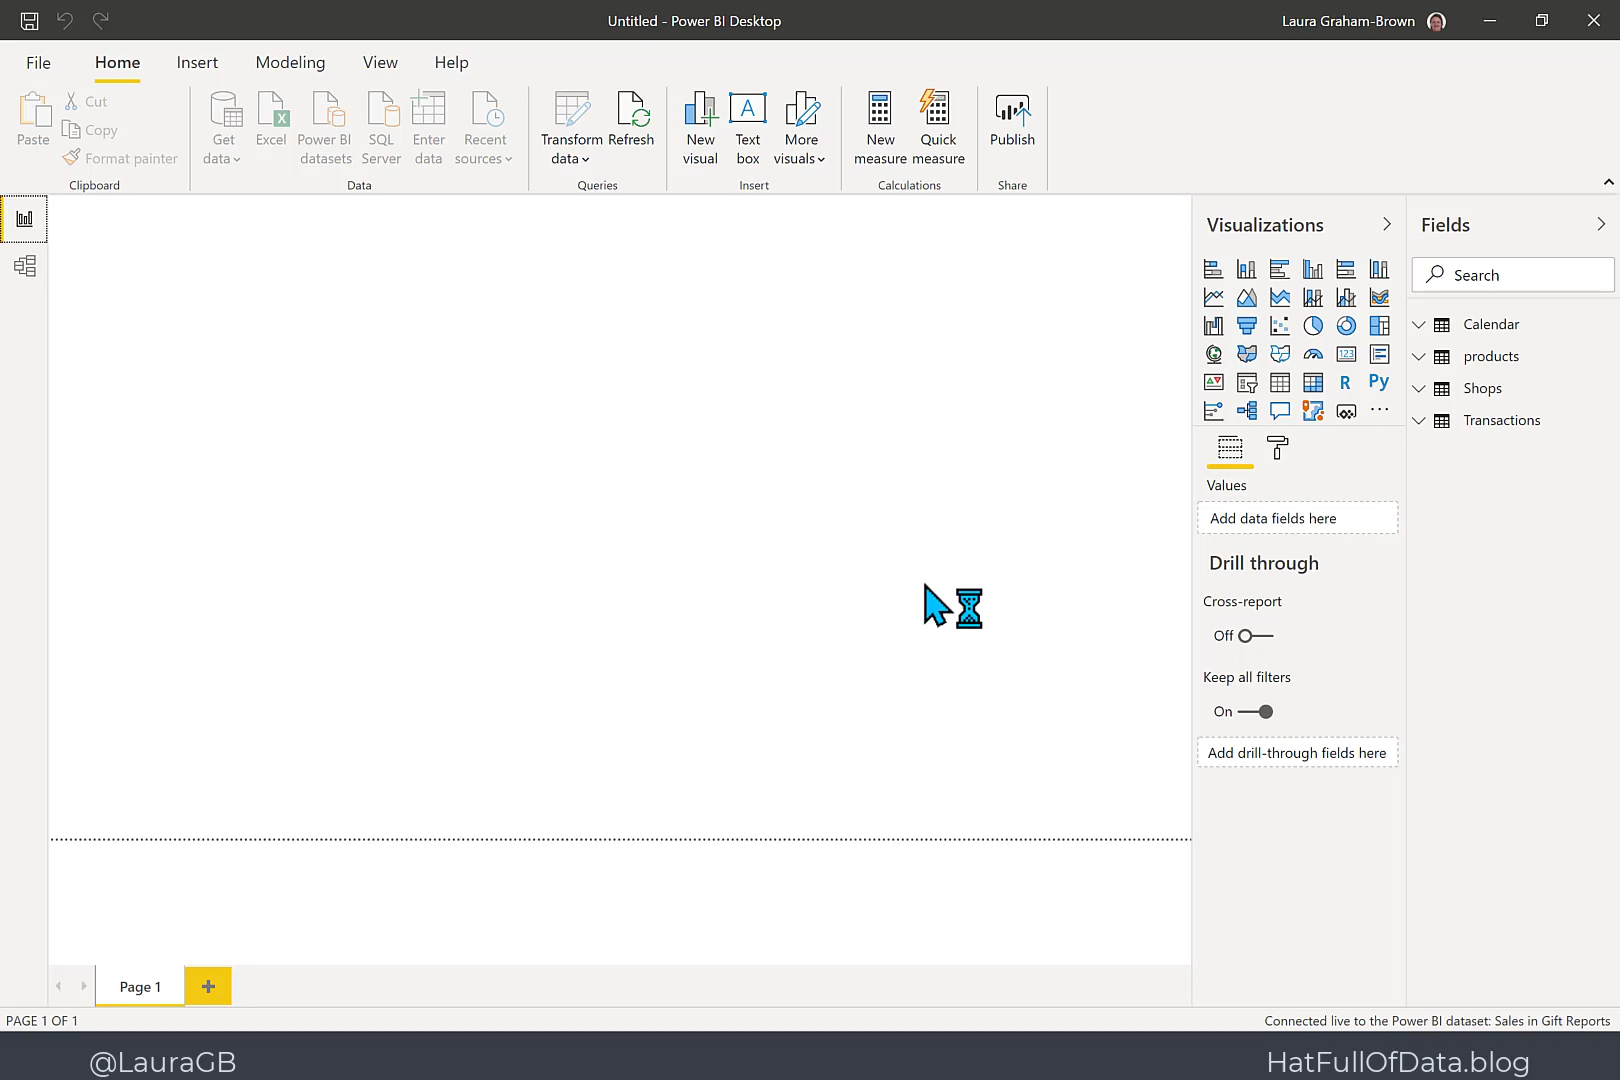 Untitled - Power BI Desktop
Laura Graham-Brown
File
Home
Insert
Modeling
View
Help
Paste
Cut
Copy
Format painter
Clipboard
Get
data
Excel
Power BI
datasets
SQL
Server
Enter
data
Recent
sources
Data
Transform
data
Refresh
Queries
New
visual
Text
box
More
visuals
Insert
New
measure
Quick
measure
Calculations
Publish
Share
Visualizations
123
R
Py
Values
Add data fields here
Drill through
Cross-report
Off
Keep all filters
On
Add drill-through fields here
Fields
Search
Calendar
products
Shops
Transactions
Page 1
PAGE 1 OF 1
Connected live to the Power BI dataset: Sales in Gift Reports
@LauraGB
HatFullOfData.blog